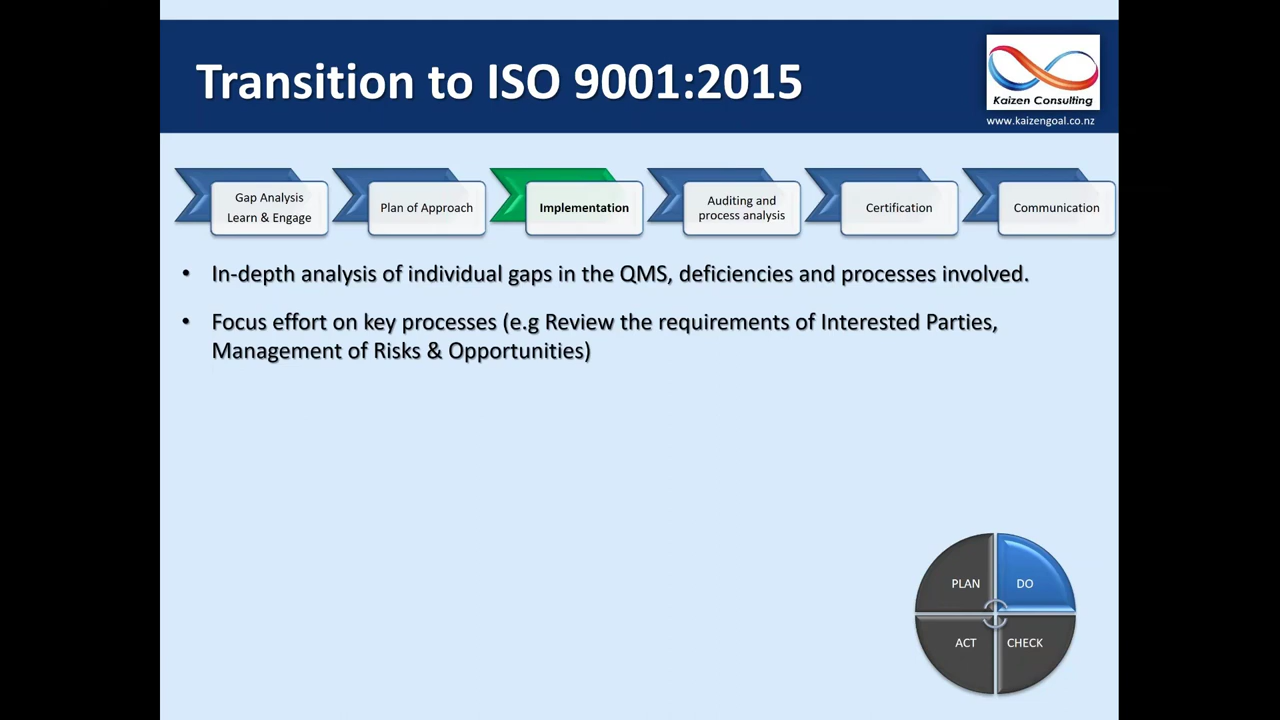 Transition to ISO 9001:2015
Kaizen Consulting
www.kaizengoal.co.nz
Gap Analysis
Learn & Engage
Plan of Approach
Implementation
Auditing and
process analysis
Certification
Communication
• In-depth analysis of individual gaps in the QMS, deficiencies and processes involved.
• Focus effort on key processes (e.g Review the requirements of Interested Parties,
Management of Risks & Opportunities)
PLAN
DO
ACT
CHECK